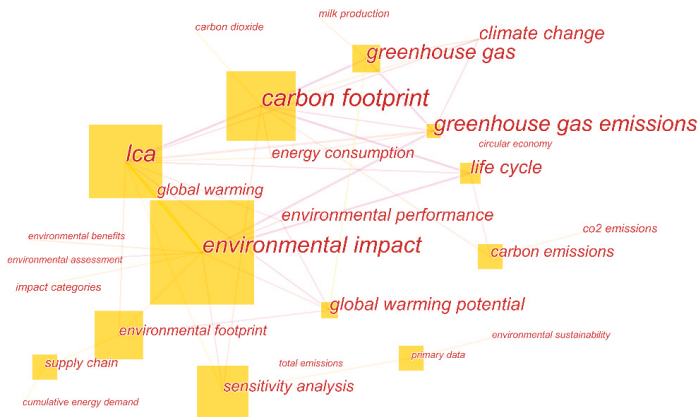 milk production
carbon dioxide
climate change
greenhouse gas
carbon footprint
greenhouse gas emissions
circular economy
lca
energy consumption
life cycle
global warming
environmental performance
co2 emissions
environmental benefits
environmental impact
carbon emissions
environmental assessment
impact categories
global warming potential
environmental footprint
environmental sustainability
primary data
supply chain
total emissions
sensitivity analysis
cumulative energy demand